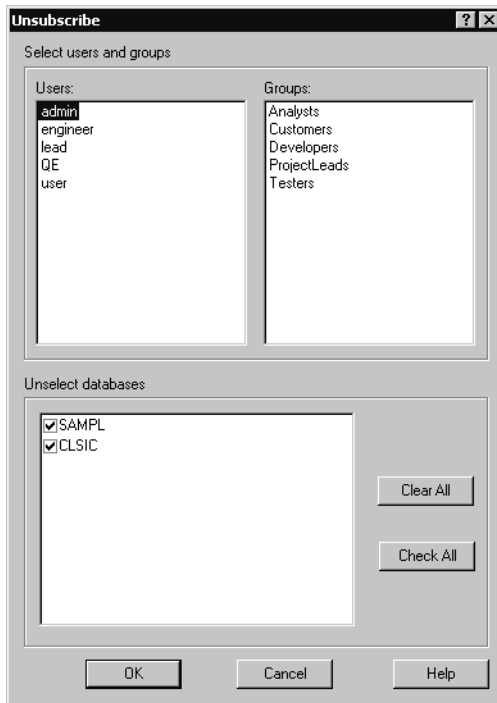 Unsubscribe
Select users and groups
Users:
admin
engineer
lead
QE
user
Groups:
Analysts
Customers
Developers
ProjectLeads
Testers
Unselect databases
SAMPL
CLSIC
Clear All
Check All
OK
Cancel
Help